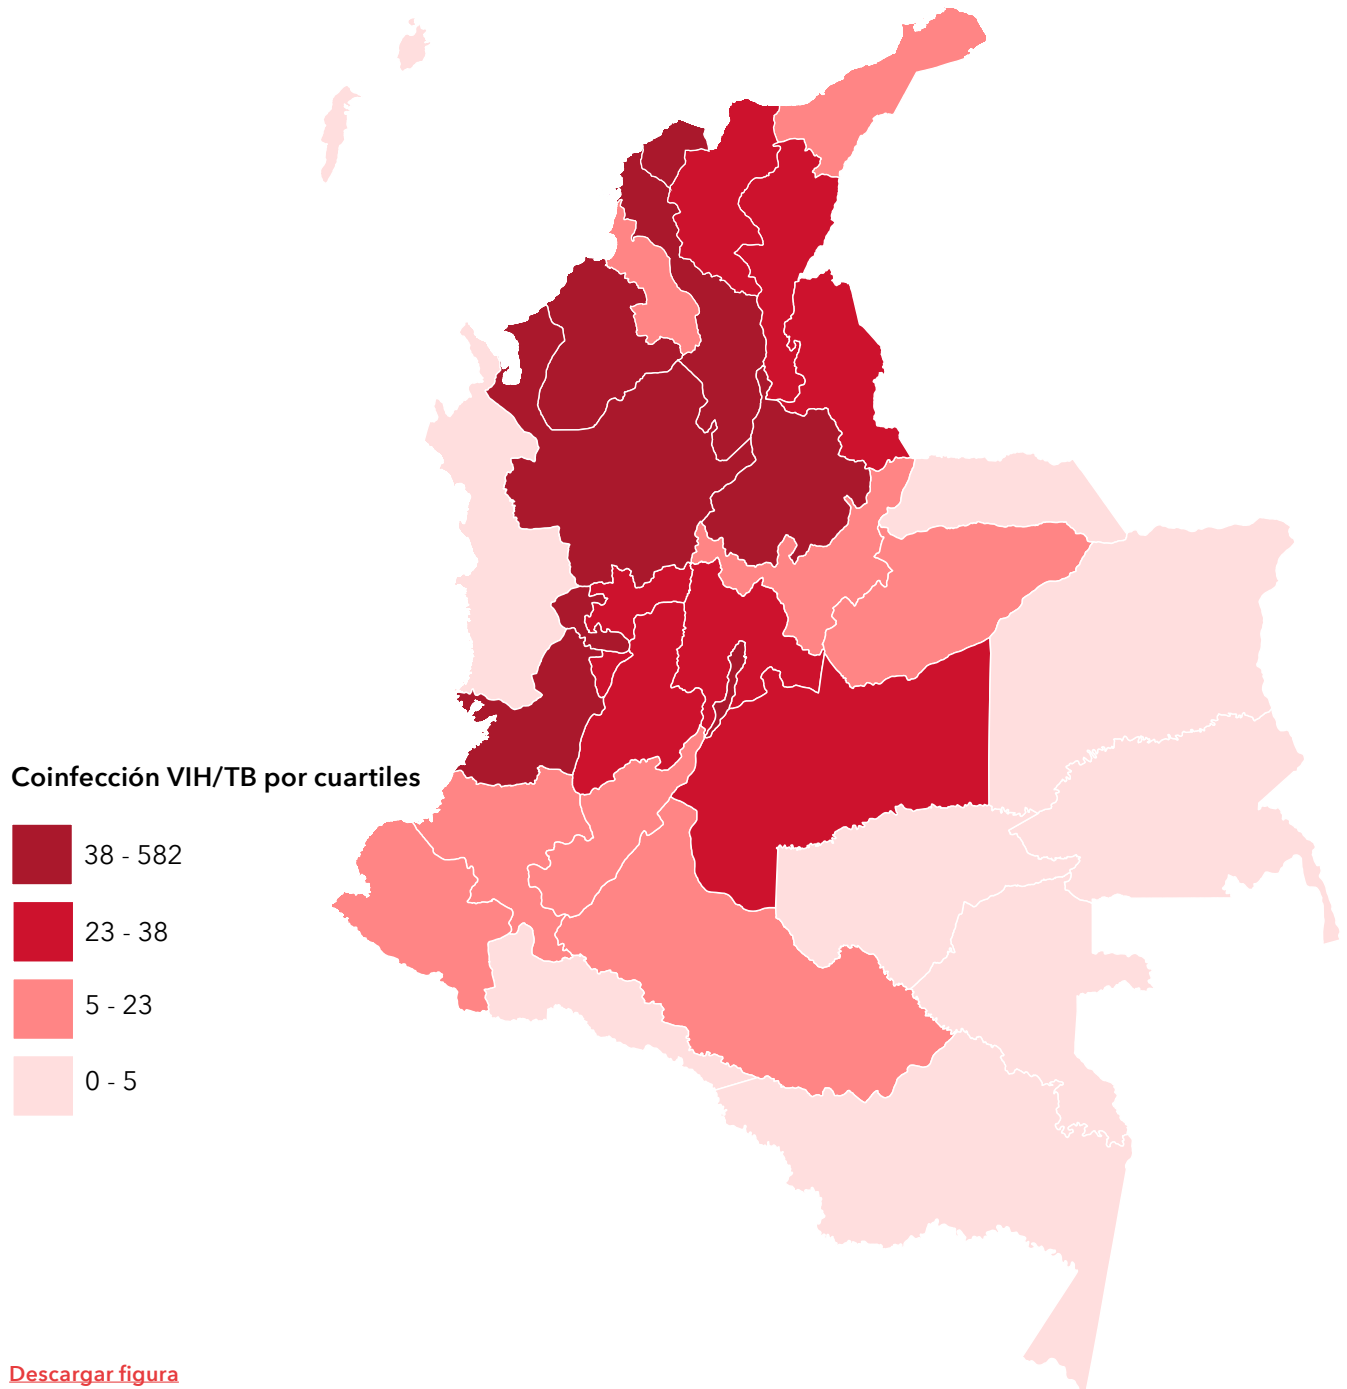 Coinfección VIH/TB por cuartiles
38 - 582
23 - 38
5 - 23
0 - 5
Descargar figura